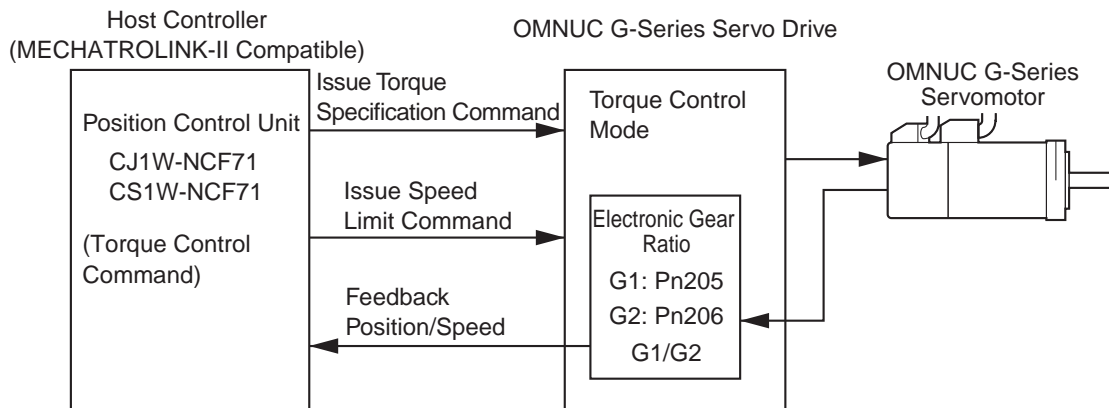 Host Controller
(MECHATROLINK-II Compatible)
OMNUC G-Series Servo Drive
OMNUC G-Series
Servomotor
Position Control Unit
CJ1W-NCF71
CS1W-NCF71
(Torque Control
Command)
Issue Torque
Specification Command
Issue Speed
Limit Command
Feedback
Position/Speed
Torque Control
Mode
Electronic Gear
Ratio
G1: Pn205
G2: Pn206
G1/G2